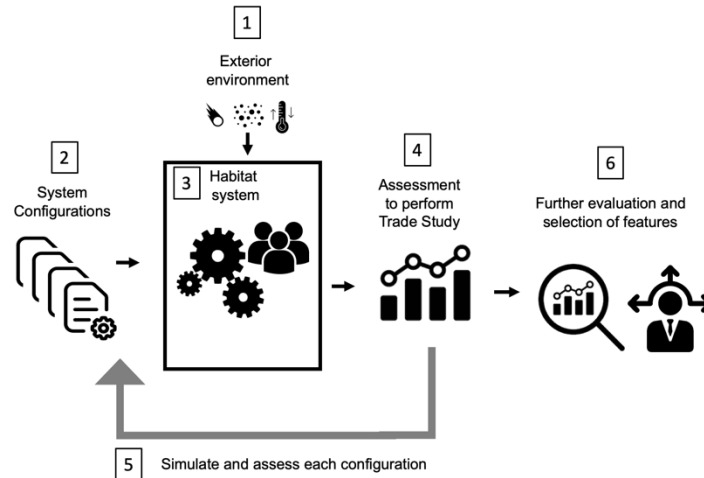 1
Exterior
environment
2
System
Configurations
3
Habitat
system
4
Assessment
to perform
Trade Study
6
Further evaluation and
selection of features
5
Simulate and assess each configuration